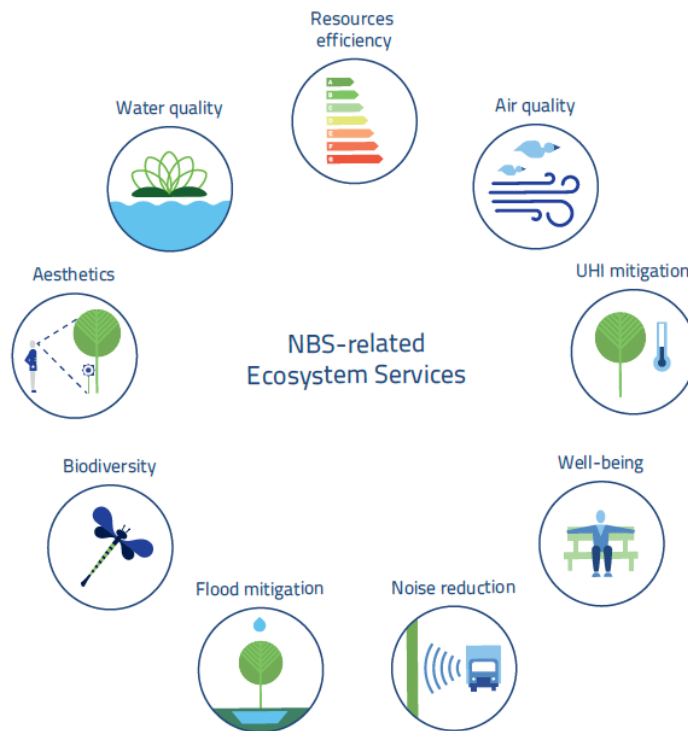 Resources
efficiency
Water quality
Air quality
Aesthetics
UHI mitigation
NBS-related
Ecosystem Services
Biodiversity
Well-being
Flood mitigation
Noise reduction
A
B
C
D
E
F